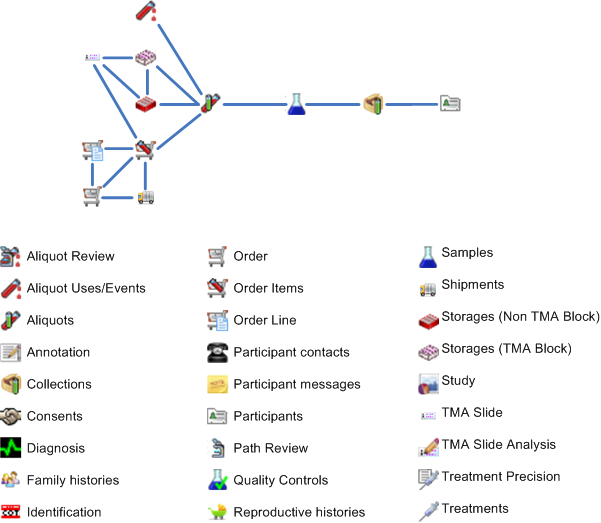 Aliquot Review
Aliquot Uses/Events
Aliquots
Annotation
Collections
Consents
Diagnosis
Family histories
Identification
Order
Order Items
Order Line
Participant contacts
Participant messages
Participants
Path Review
Quality Controls
Reproductive histories
Samples
Shipments
Storages (Non TMA Block)
Storages (TMA Block)
Study
TMA Slide
TMA Slide Analysis
Treatment Precision
Treatments